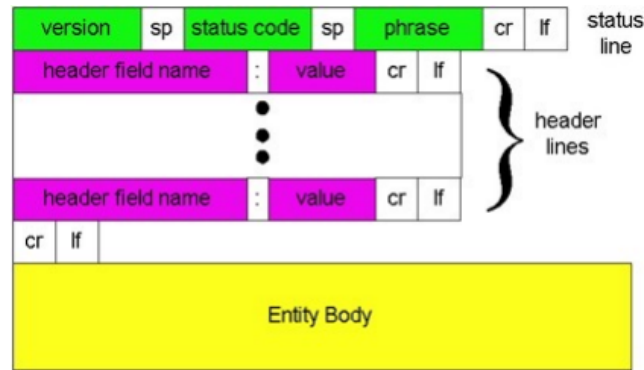 version sp status code sp phrase cr lf status line
header field name : value cr lf
header lines
header field name : value cr lf
cr lf
Entity Body